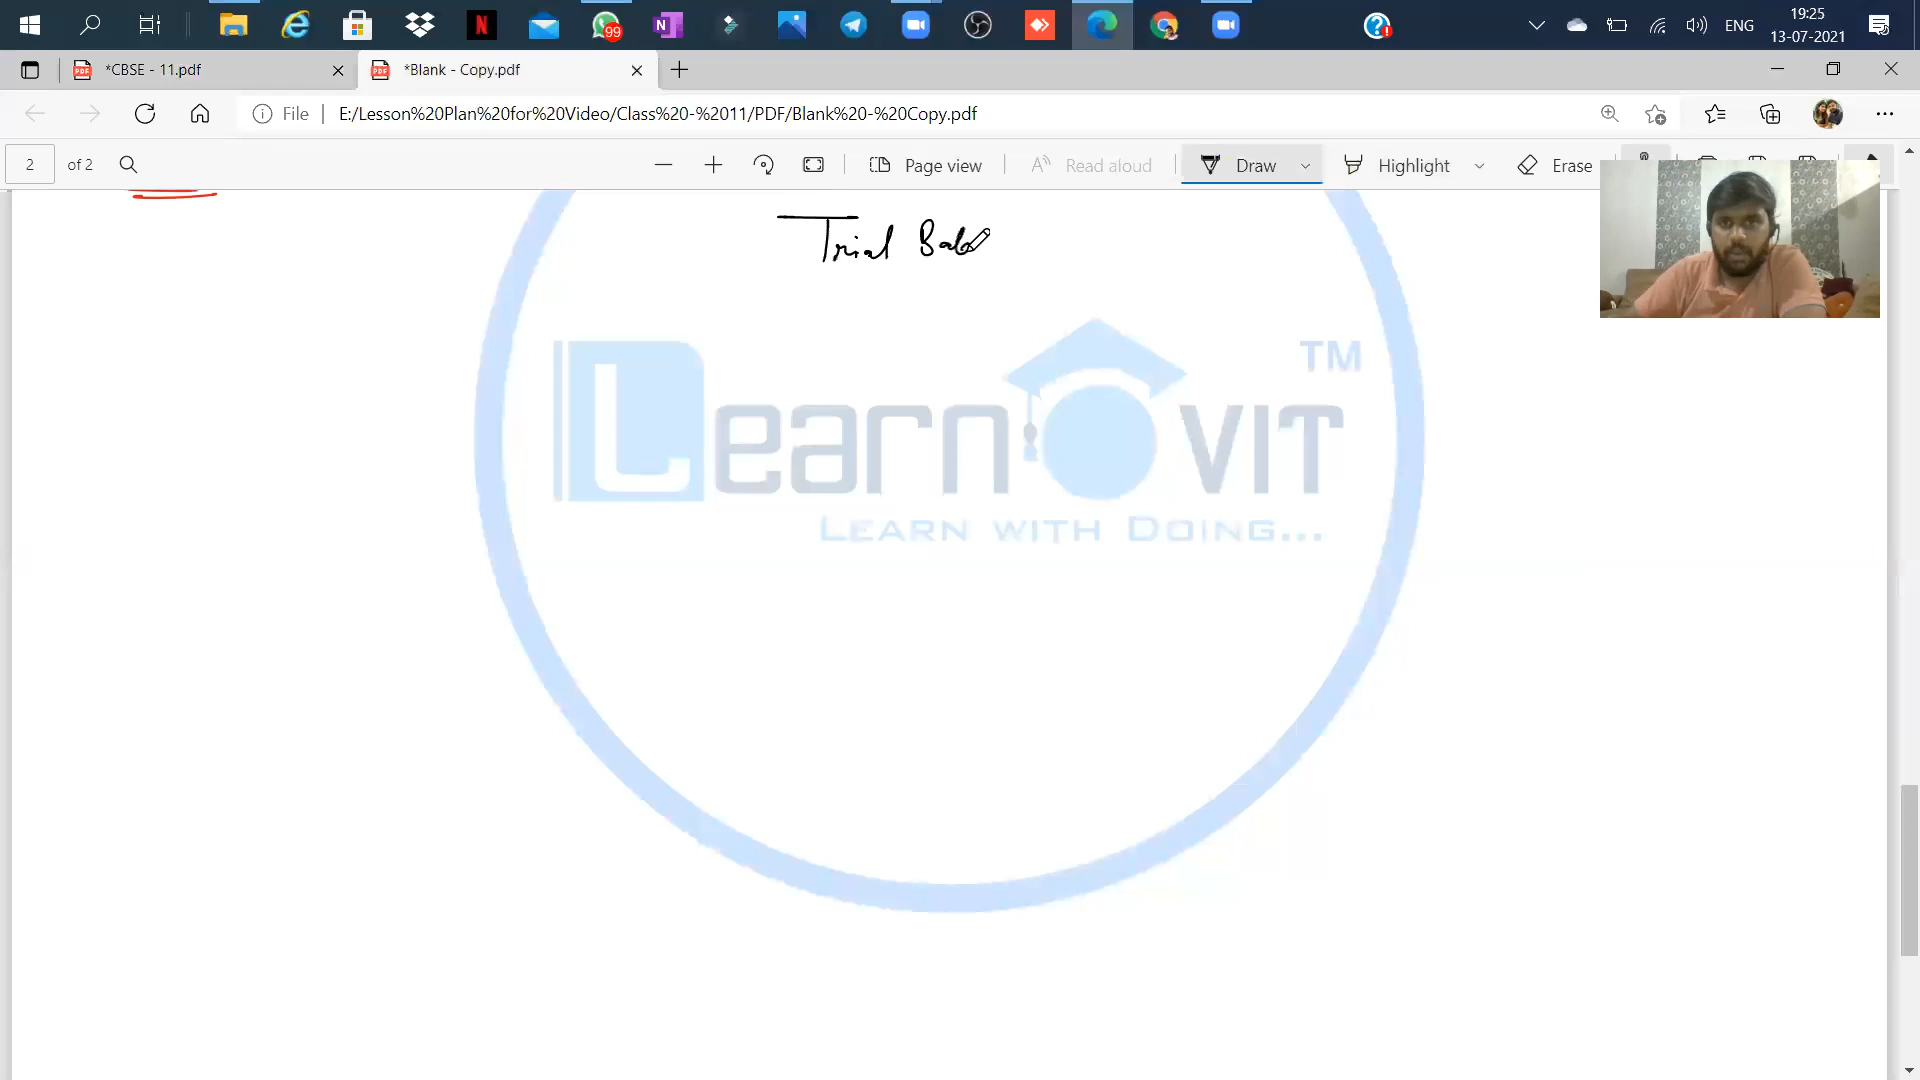 99
ENG
19:25
13-07-2021
*CBSE - 11.pdf
*Blank - Copy.pdf
File
E:/Lesson%20Plan%20for%20Video/Class%20-%2011/PDF/Blank%20-%20Copy.pdf
2
of 2
Page view
Read aloud
Draw
Highlight
Erase
Trial Bal
TM
LearnOVIT
LEARN WITH DOING...